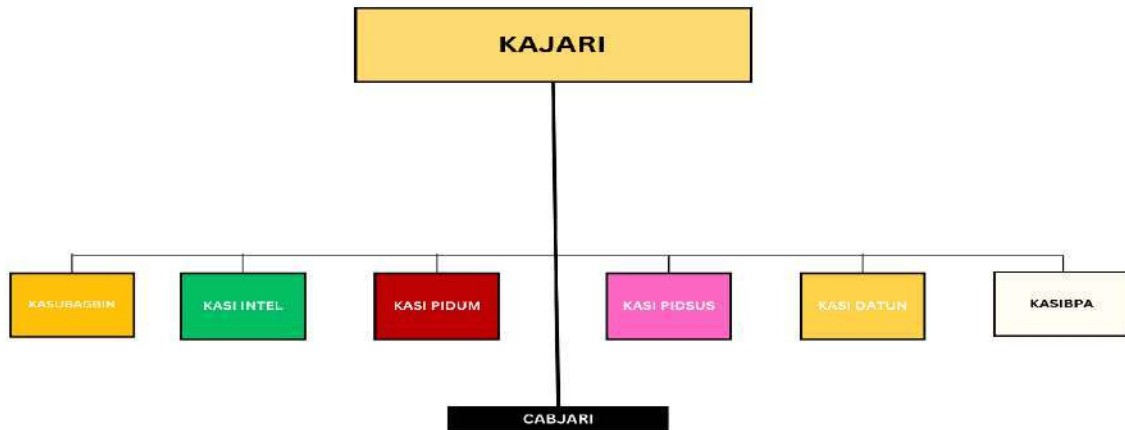 KAJARI
KASUBAGBIN
KASI INTEL
KASI PIDUM
KASI PIDSUS
KASI DATUN
KASIBPA
CABJARI